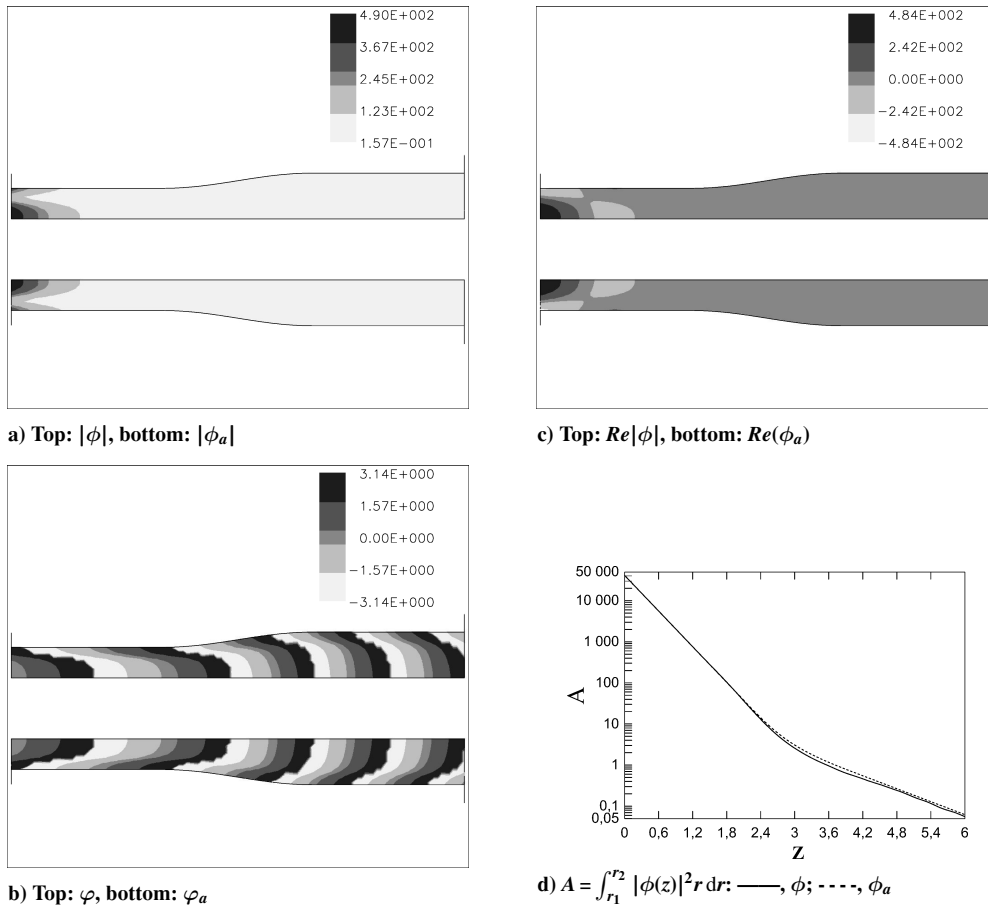 4.90E+002
3.67E+002
2.45E+002
1.23E+002
1.57E−001
a) Top: |ϕ|, bottom: |ϕa|
4.84E+002
2.42E+002
0.00E+000
−2.42E+002
−4.84E+002
c) Top: Re|ϕ|, bottom: Re(ϕa)
3.14E+000
1.57E+000
0.00E+000
−1.57E+000
−3.14E+000
b) Top: φ, bottom: φa
50 000
10 000
1 000
100
10
1
0,1
0,05
A
0 0,6 1,2 1,8 2,4 3 3,6 4,2 4,8 5,4 6
Z
d) A = ∫r1r2 |ϕ(z)|2r dr: ——, ϕ; - - - -, ϕa